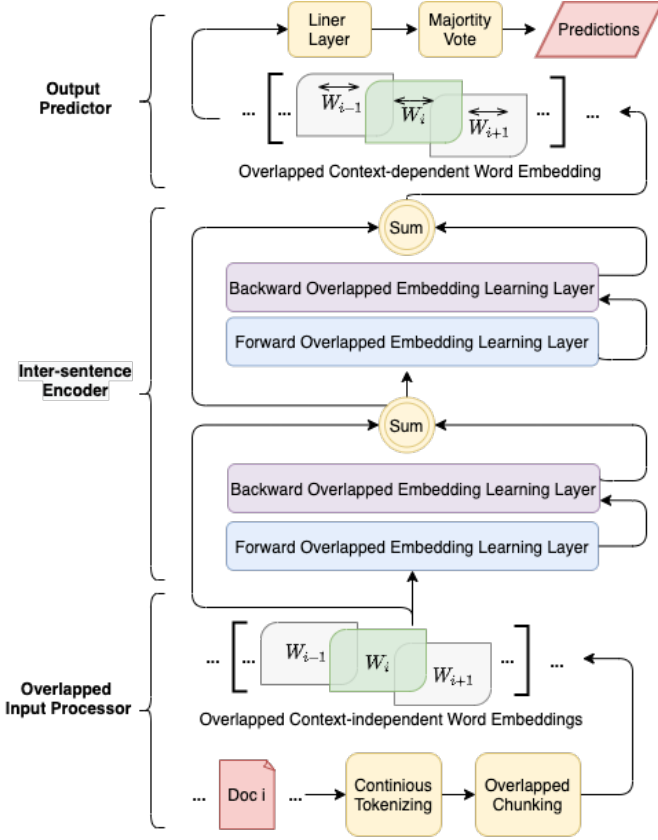 Liner
Layer
Majortity
Vote
Predictions
Output
Predictor
... [ ... W_{i-1} W_i W_{i+1} ... ] ...
Overlapped Context-dependent Word Embedding
Sum
Backward Overlapped Embedding Learning Layer
Forward Overlapped Embedding Learning Layer
Inter-sentence
Encoder
Sum
Backward Overlapped Embedding Learning Layer
Forward Overlapped Embedding Learning Layer
... [ ... W_{i-1} W_i W_{i+1} ... ] ...
Overlapped
Input Processor
Overlapped Context-independent Word Embeddings
... Doc i ...
Continious
Tokenizing
Overlapped
Chunking